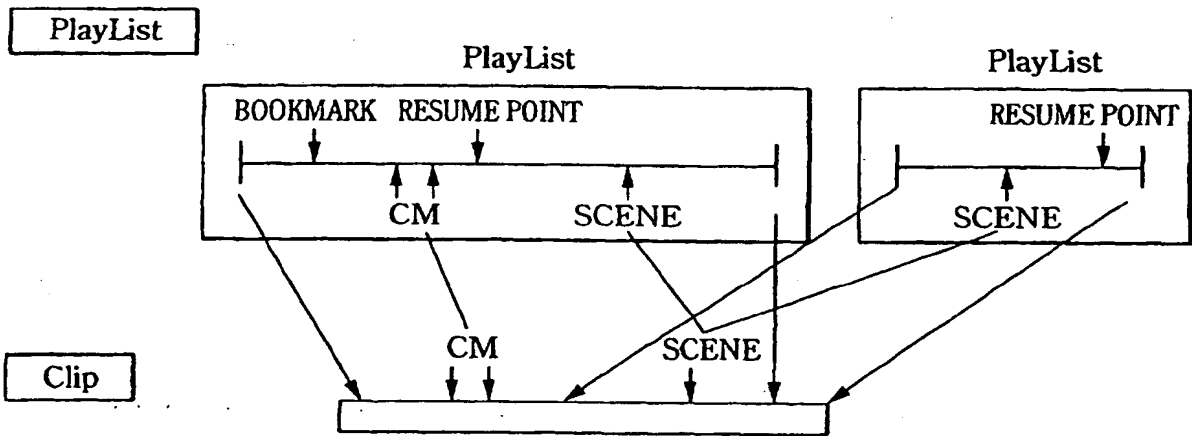 PlayList
PlayList
PlayList
BOOKMARK RESUME POINT
RESUME POINT
CM
SCENE
SCENE
CM
SCENE
Clip